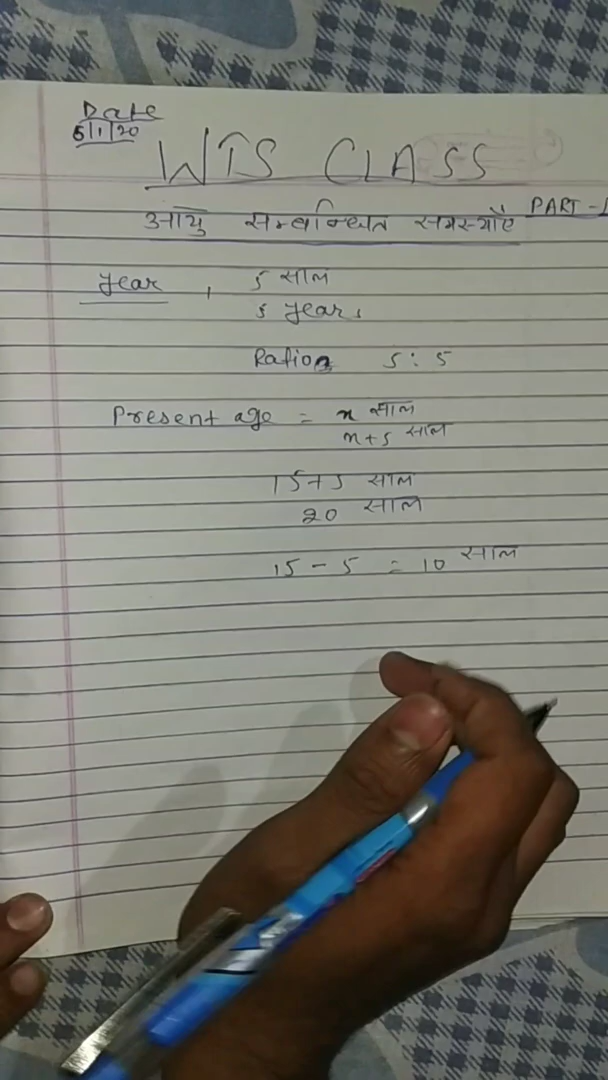 Date
5/1/20
WTS CLASS
आयु सम्बन्धित समस्याएँ PART-1
year, 5 साल
5 year,
Ratio 5:5
Present age = x साल
x+5 साल
15+5 साल
20 साल
15-5 = 10 साल